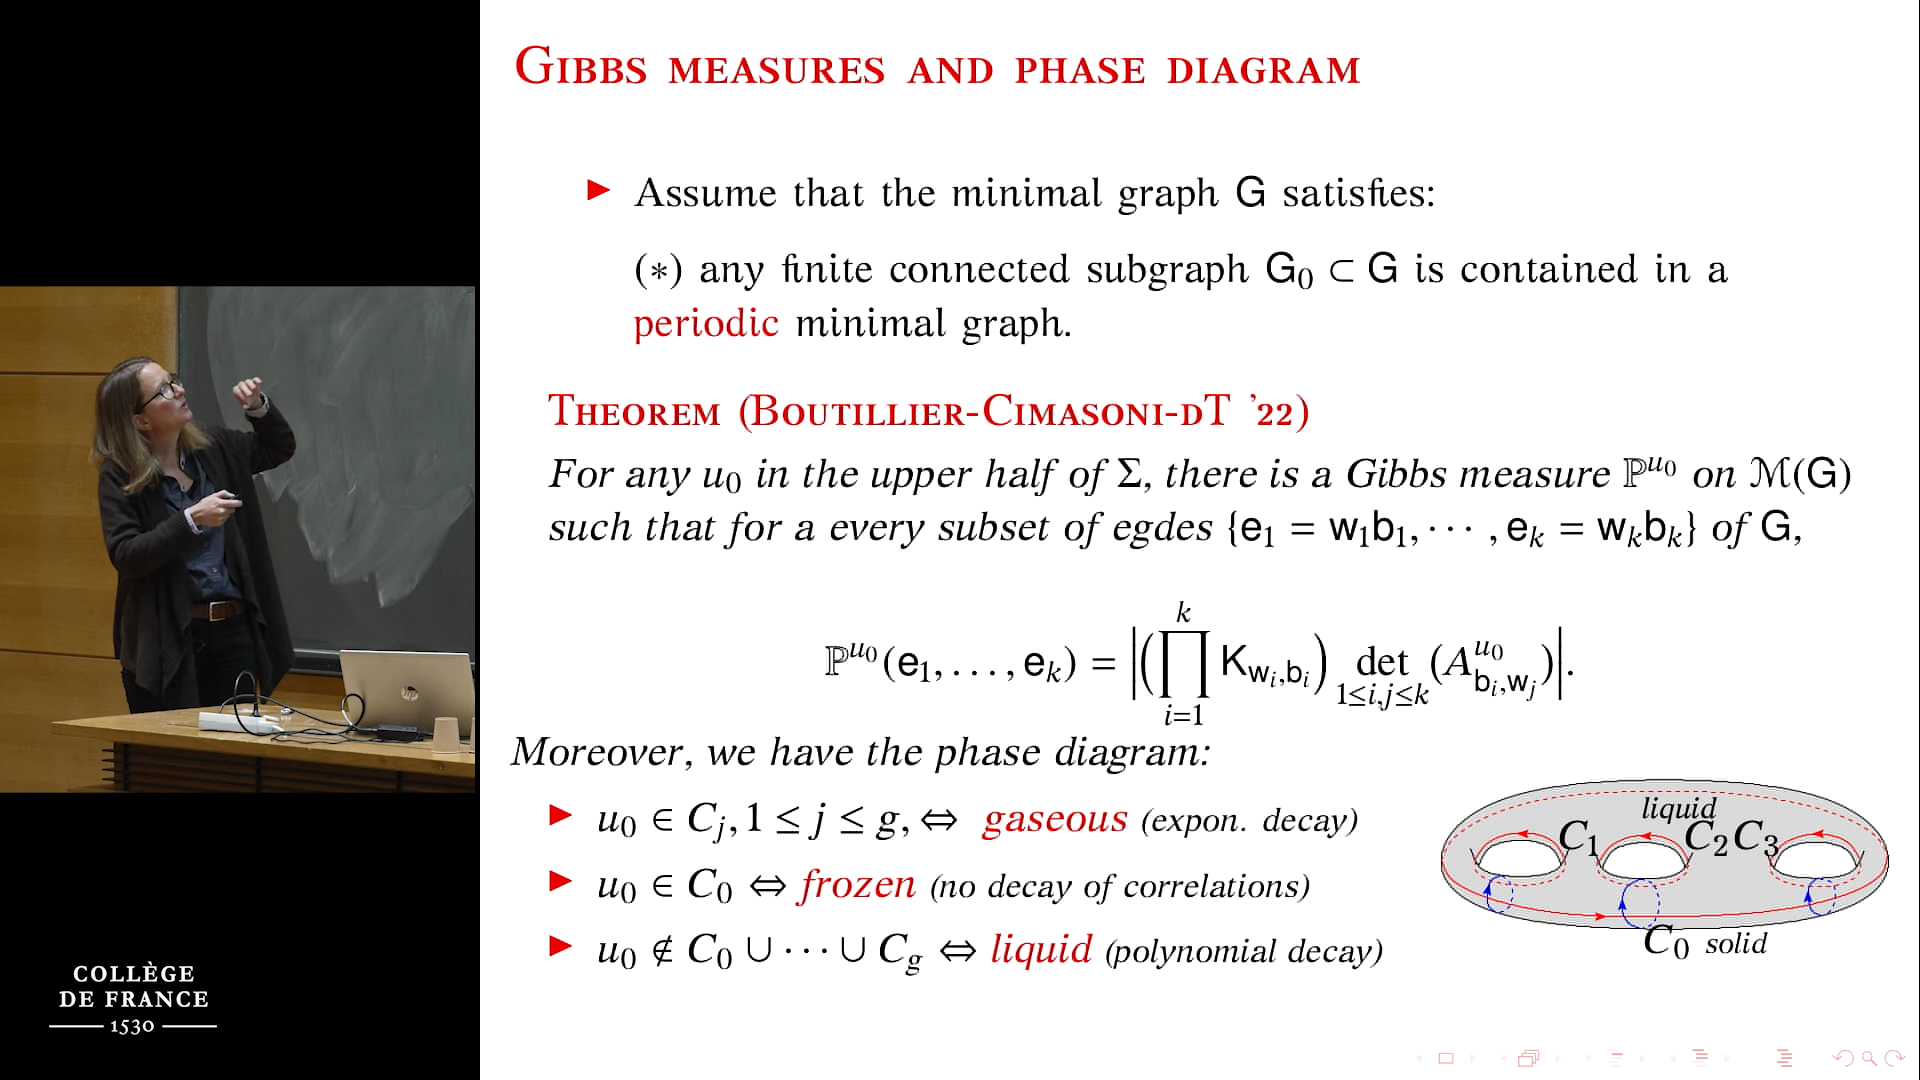 GIBBS MEASURES AND PHASE DIAGRAM
▶ Assume that the minimal graph G satisfies:
(∗) any finite connected subgraph G₀ ⊂ G is contained in a
periodic minimal graph.
THEOREM (BOUTILLIER-CIMASONI-DT '22)
For any u₀ in the upper half of Σ, there is a Gibbs measure ℙ^{u₀} on ℳ(G)
such that for a every subset of egdes {e₁ = w₁b₁, ··· , e_k = w_kb_k} of G,
ℙ^{u₀}(e₁, . . . , e_k) = |(∏_{i=1}^{k} K_{w_i,b_i}) det_{1≤i,j≤k} (A^{u₀}_{b_i,w_j})|.
Moreover, we have the phase diagram:
▶ u₀ ∈ C_j, 1 ≤ j ≤ g, ⇔ gaseous (expon. decay)
▶ u₀ ∈ C₀ ⇔ frozen (no decay of correlations)
▶ u₀ ∉ C₀ ∪ ··· ∪ C_g ⇔ liquid (polynomial decay)
liquid
C₁ C₂ C₃
C₀ solid
hp
COLLÈGE
DE FRANCE
1530